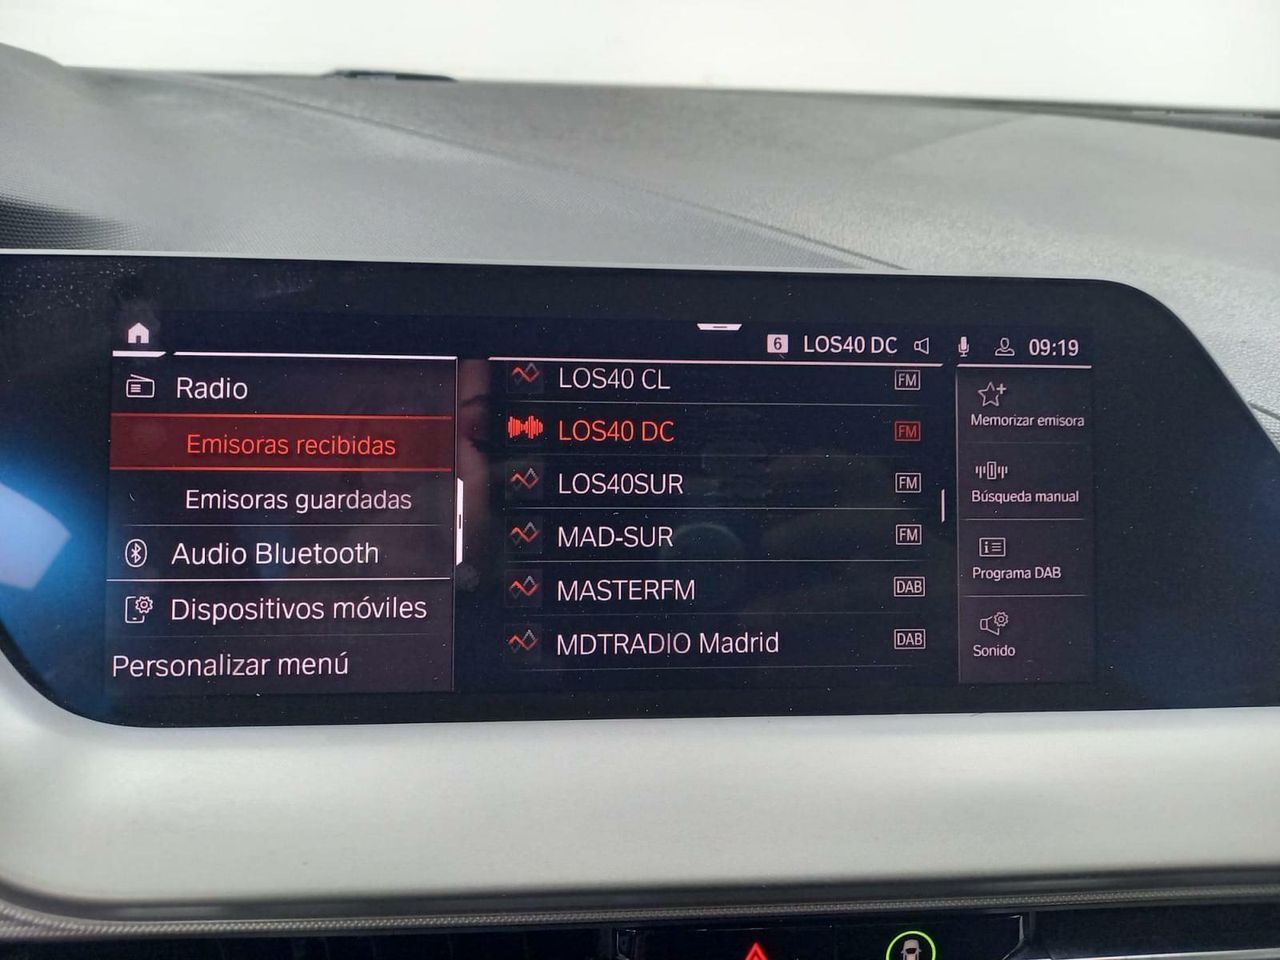 6 LOS40 DC 09:19
Radio
Emisoras recibidas
Emisoras guardadas
Audio Bluetooth
Dispositivos móviles
Personalizar menú
LOS40 CL FM
LOS40 DC FM
LOS40SUR FM
MAD-SUR FM
MASTERFM DAB
MDTRADIO Madrid DAB
Memorizar emisora
Búsqueda manual
Programa DAB
Sonido